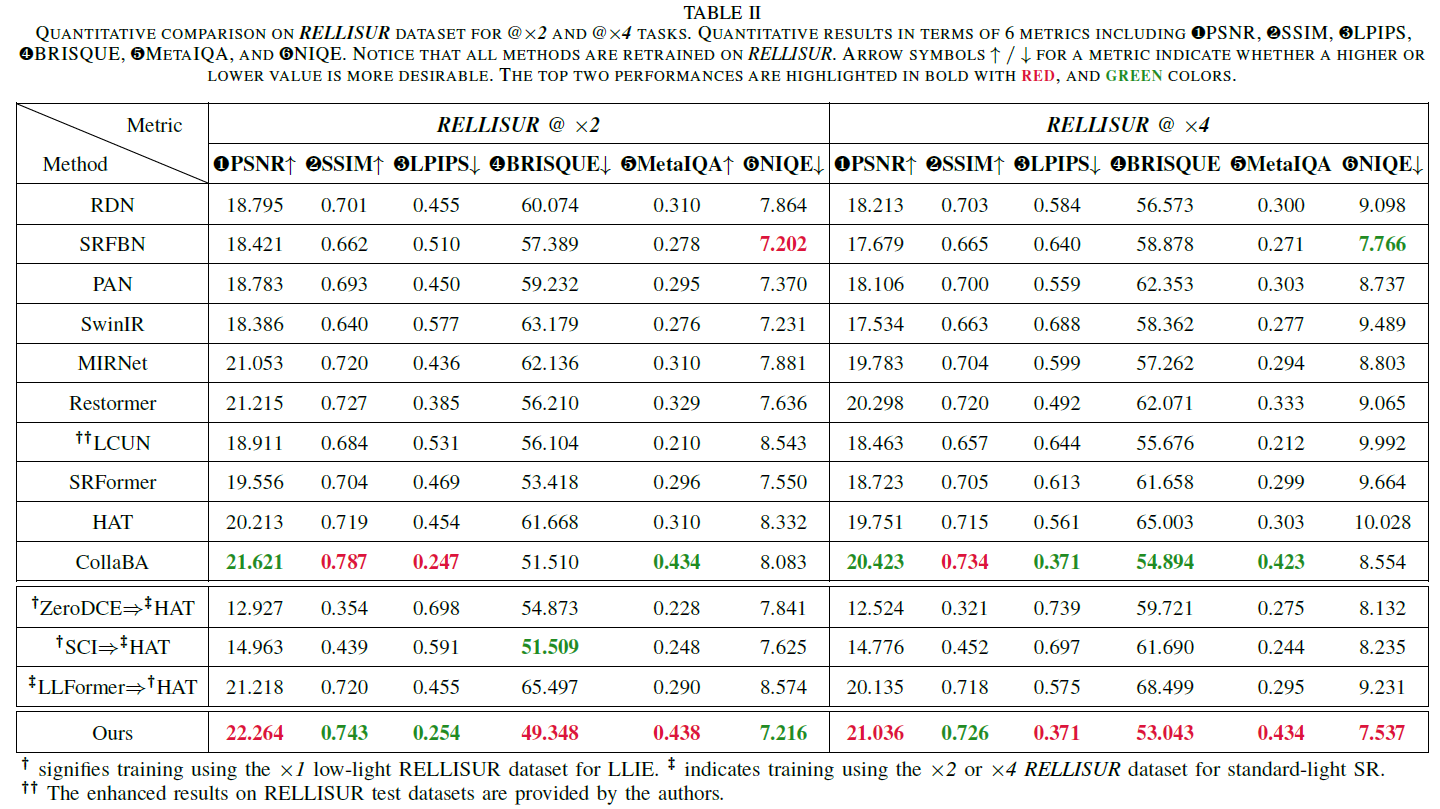 TABLE II
QUANTITATIVE COMPARISON ON RELLISUR DATASET FOR @×2 AND @×4 TASKS. QUANTITATIVE RESULTS IN TERMS OF 6 METRICS INCLUDING ❶PSNR, ❷SSIM, ❸LPIPS,
❹BRISQUE, ❺METAIQA, AND ❻NIQE. NOTICE THAT ALL METHODS ARE RETRAINED ON RELLISUR. ARROW SYMBOLS ↑ / ↓ FOR A METRIC INDICATE WHETHER A HIGHER OR
LOWER VALUE IS MORE DESIRABLE. THE TOP TWO PERFORMANCES ARE HIGHLIGHTED IN BOLD WITH RED, AND GREEN COLORS.
Metric RELLISUR @ ×2 RELLISUR @ ×4
Method ❶PSNR↑ ❷SSIM↑ ❸LPIPS↓ ❹BRISQUE↓ ❺MetaIQA↑ ❻NIQE↓ ❶PSNR↑ ❷SSIM↑ ❸LPIPS↓ ❹BRISQUE ❺MetaIQA ❻NIQE↓
RDN 18.795 0.701 0.455 60.074 0.310 7.864 18.213 0.703 0.584 56.573 0.300 9.098
SRFBN 18.421 0.662 0.510 57.389 0.278 7.202 17.679 0.665 0.640 58.878 0.271 7.766
PAN 18.783 0.693 0.450 59.232 0.295 7.370 18.106 0.700 0.559 62.353 0.303 8.737
SwinIR 18.386 0.640 0.577 63.179 0.276 7.231 17.534 0.663 0.688 58.362 0.277 9.489
MIRNet 21.053 0.720 0.436 62.136 0.310 7.881 19.783 0.704 0.599 57.262 0.294 8.803
Restormer 21.215 0.727 0.385 56.210 0.329 7.636 20.298 0.720 0.492 62.071 0.333 9.065
††LCUN 18.911 0.684 0.531 56.104 0.210 8.543 18.463 0.657 0.644 55.676 0.212 9.992
SRFormer 19.556 0.704 0.469 53.418 0.296 7.550 18.723 0.705 0.613 61.658 0.299 9.664
HAT 20.213 0.719 0.454 61.668 0.310 8.332 19.751 0.715 0.561 65.003 0.303 10.028
CollaBA 21.621 0.787 0.247 51.510 0.434 8.083 20.423 0.734 0.371 54.894 0.423 8.554
†ZeroDCE⇒‡HAT 12.927 0.354 0.698 54.873 0.228 7.841 12.524 0.321 0.739 59.721 0.275 8.132
†SCI⇒‡HAT 14.963 0.439 0.591 51.509 0.248 7.625 14.776 0.452 0.697 61.690 0.244 8.235
‡LLFormer⇒†HAT 21.218 0.720 0.455 65.497 0.290 8.574 20.135 0.718 0.575 68.499 0.295 9.231
Ours 22.264 0.743 0.254 49.348 0.438 7.216 21.036 0.726 0.371 53.043 0.434 7.537
† signifies training using the ×1 low-light RELLISUR dataset for LLIE. ‡ indicates training using the ×2 or ×4 RELLISUR dataset for standard-light SR.
†† The enhanced results on RELLISUR test datasets are provided by the authors.